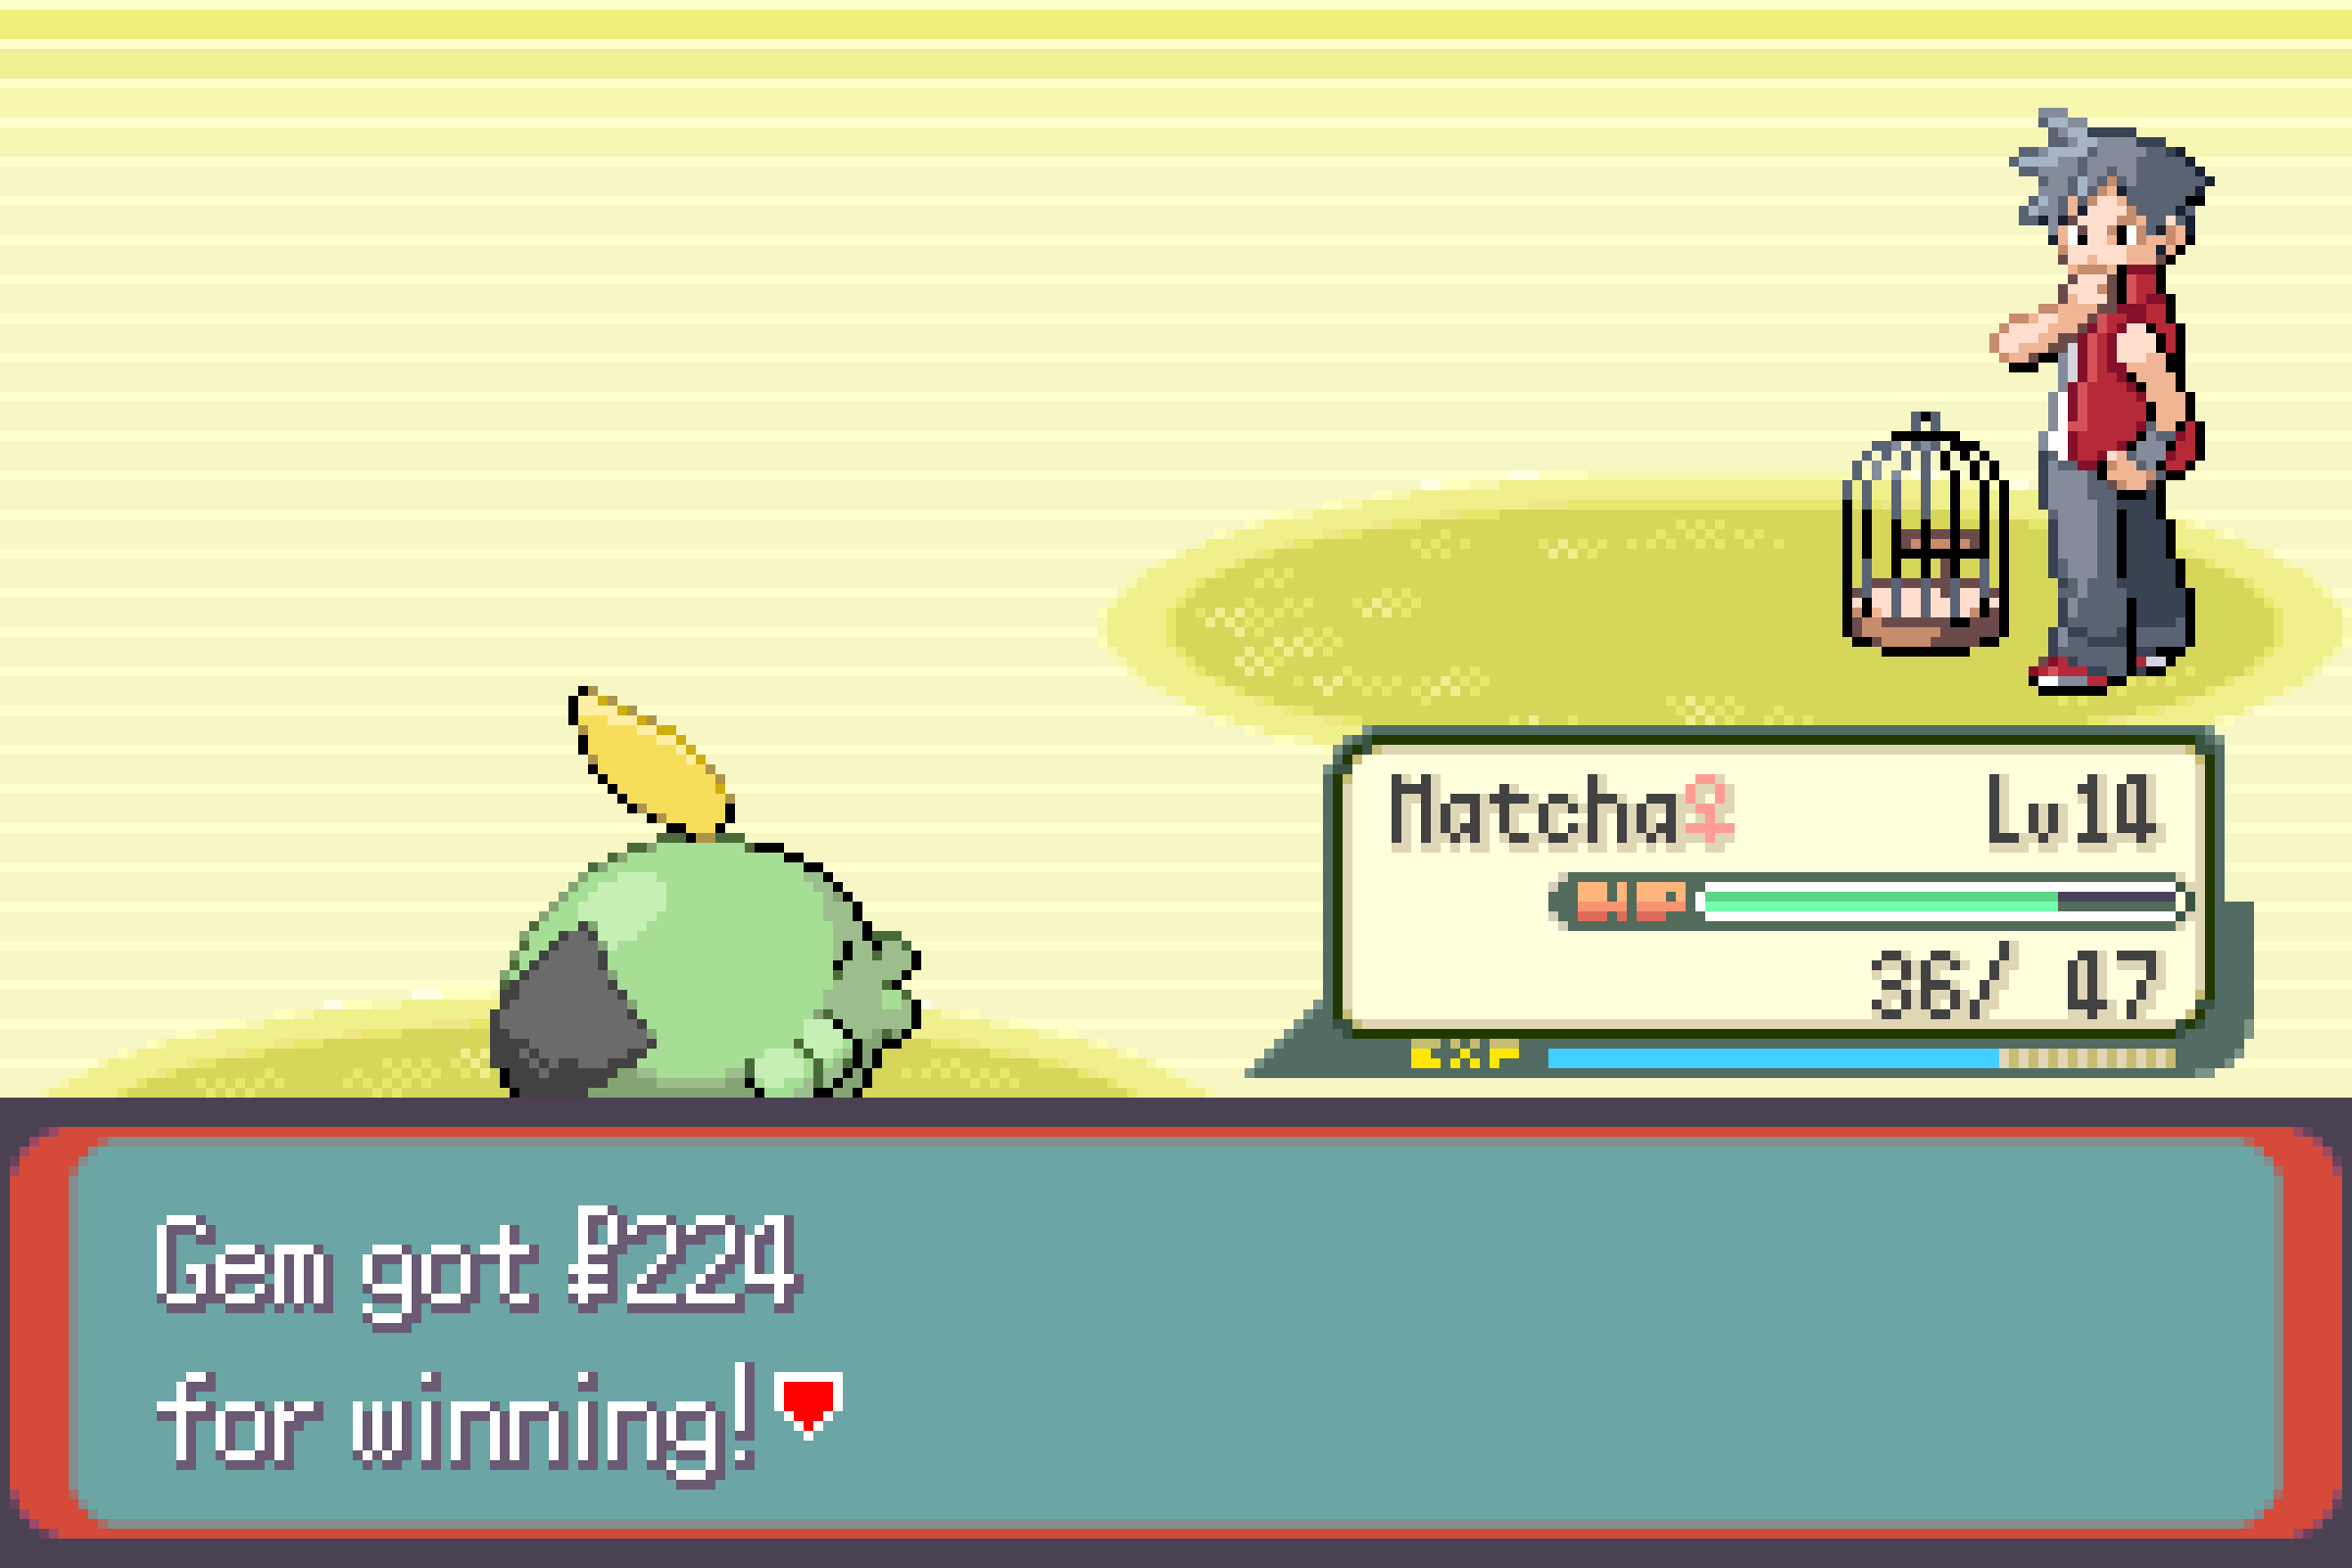 Matcha♀ Lv14
HP
36/ 47
EXP
Gem got ₽224
for winning!